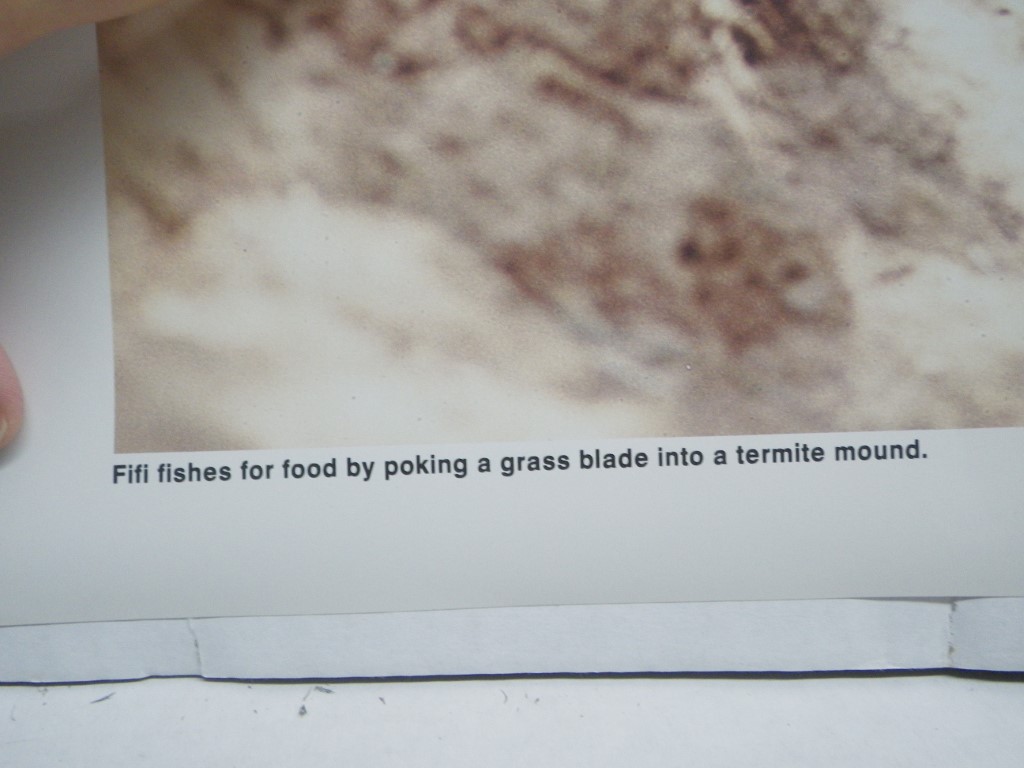 Fifi fishes for food by poking a grass blade into a termite mound.